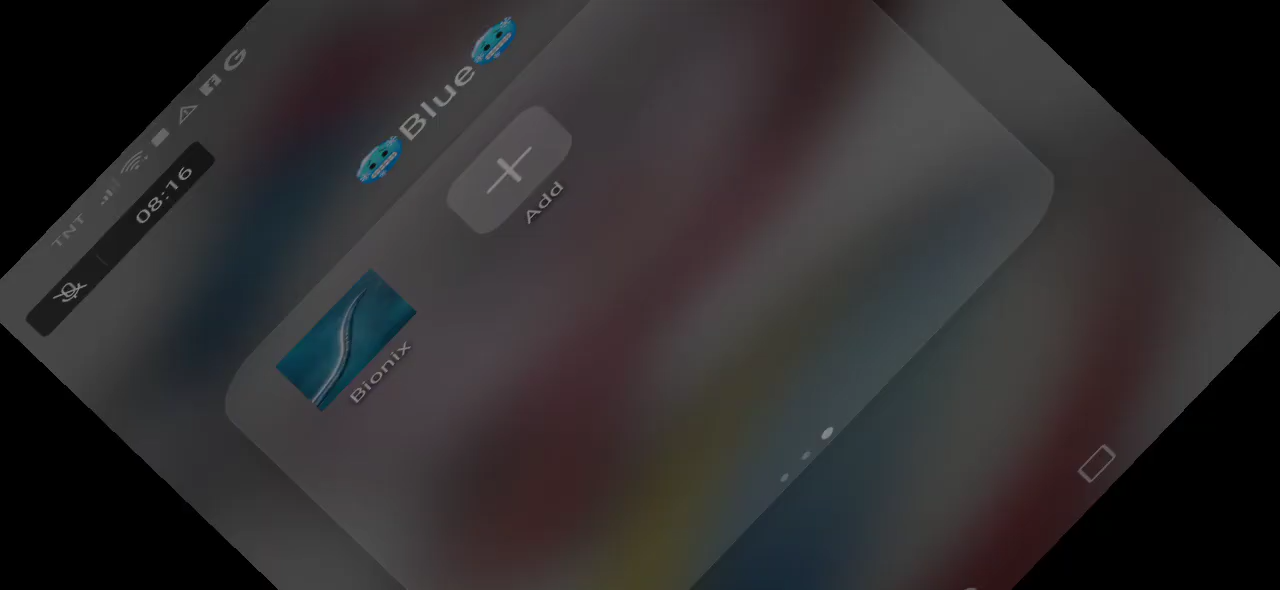 TNT
08:16
🥶Blue🥶
Bionix
Add